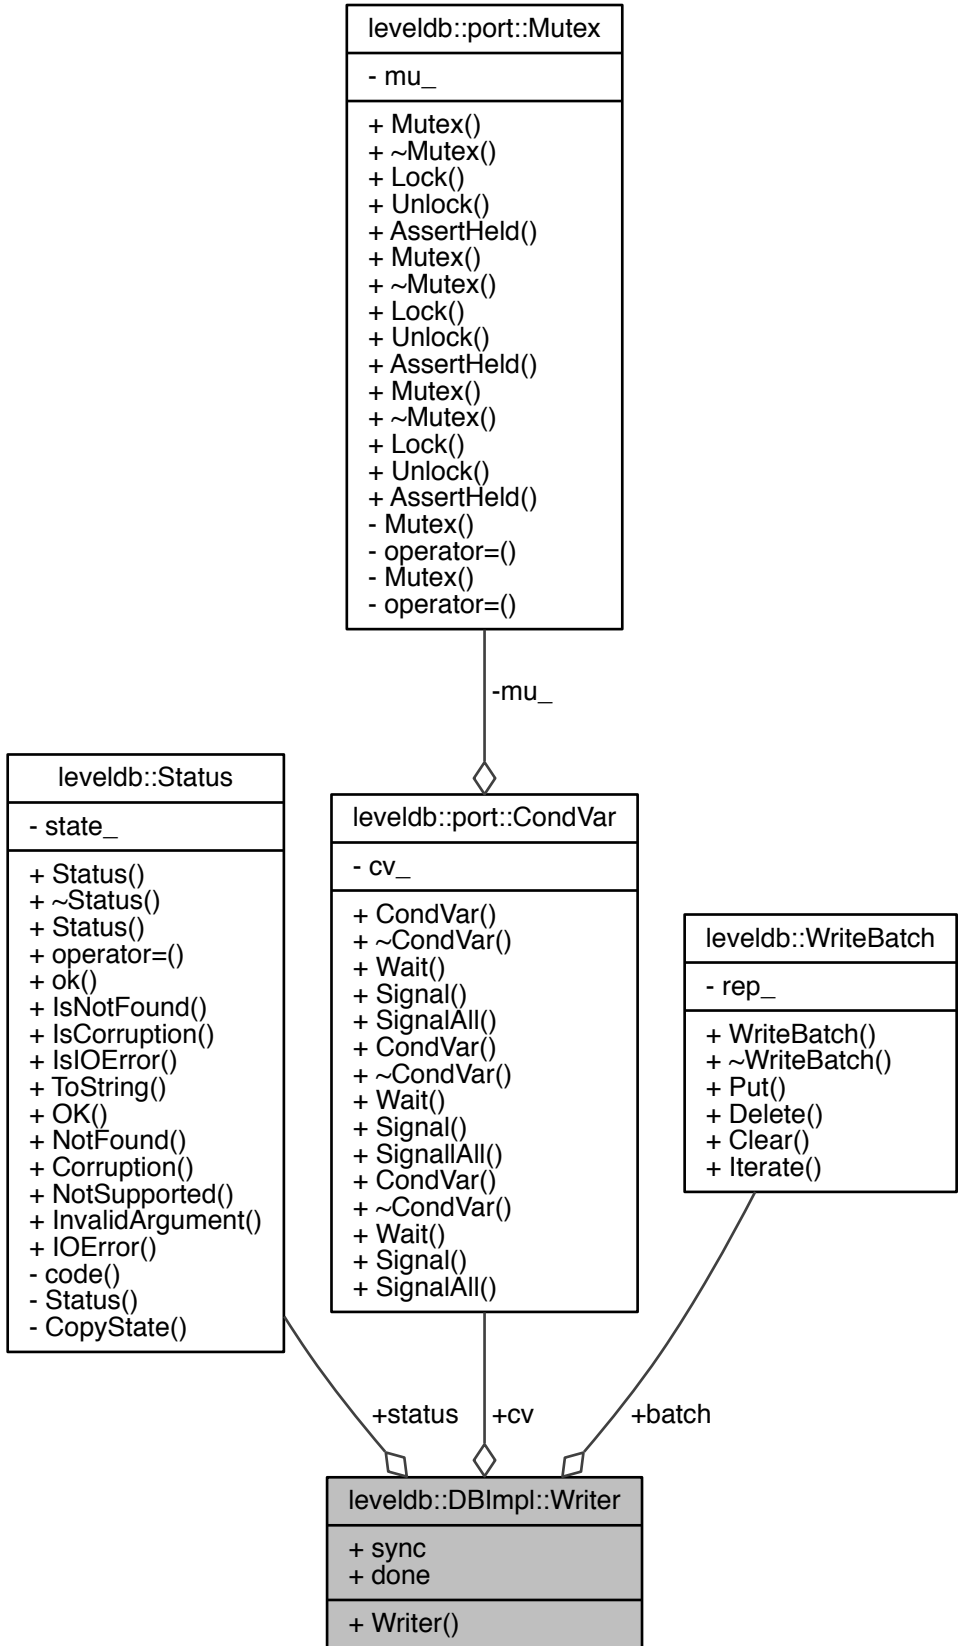 leveldb::port::Mutex
- mu_
+ Mutex()
+ ~Mutex()
+ Lock()
+ Unlock()
+ AssertHeld()
+ Mutex()
+ ~Mutex()
+ Lock()
+ Unlock()
+ AssertHeld()
+ Mutex()
+ ~Mutex()
+ Lock()
+ Unlock()
+ AssertHeld()
- Mutex()
- operator=()
- Mutex()
- operator=()
-mu_
leveldb::Status
- state_
+ Status()
+ ~Status()
+ Status()
+ operator=()
+ ok()
+ IsNotFound()
+ IsCorruption()
+ IsIOError()
+ ToString()
+ OK()
+ NotFound()
+ Corruption()
+ NotSupported()
+ InvalidArgument()
+ IOError()
- code()
- Status()
- CopyState()
leveldb::port::CondVar
- cv_
+ CondVar()
+ ~CondVar()
+ Wait()
+ Signal()
+ SignalAll()
+ CondVar()
+ ~CondVar()
+ Wait()
+ Signal()
+ SignallAll()
+ CondVar()
+ ~CondVar()
+ Wait()
+ Signal()
+ SignalAll()
leveldb::WriteBatch
- rep_
+ WriteBatch()
+ ~WriteBatch()
+ Put()
+ Delete()
+ Clear()
+ Iterate()
+status
+cv
+batch
leveldb::DBImpl::Writer
+ sync
+ done
+ Writer()